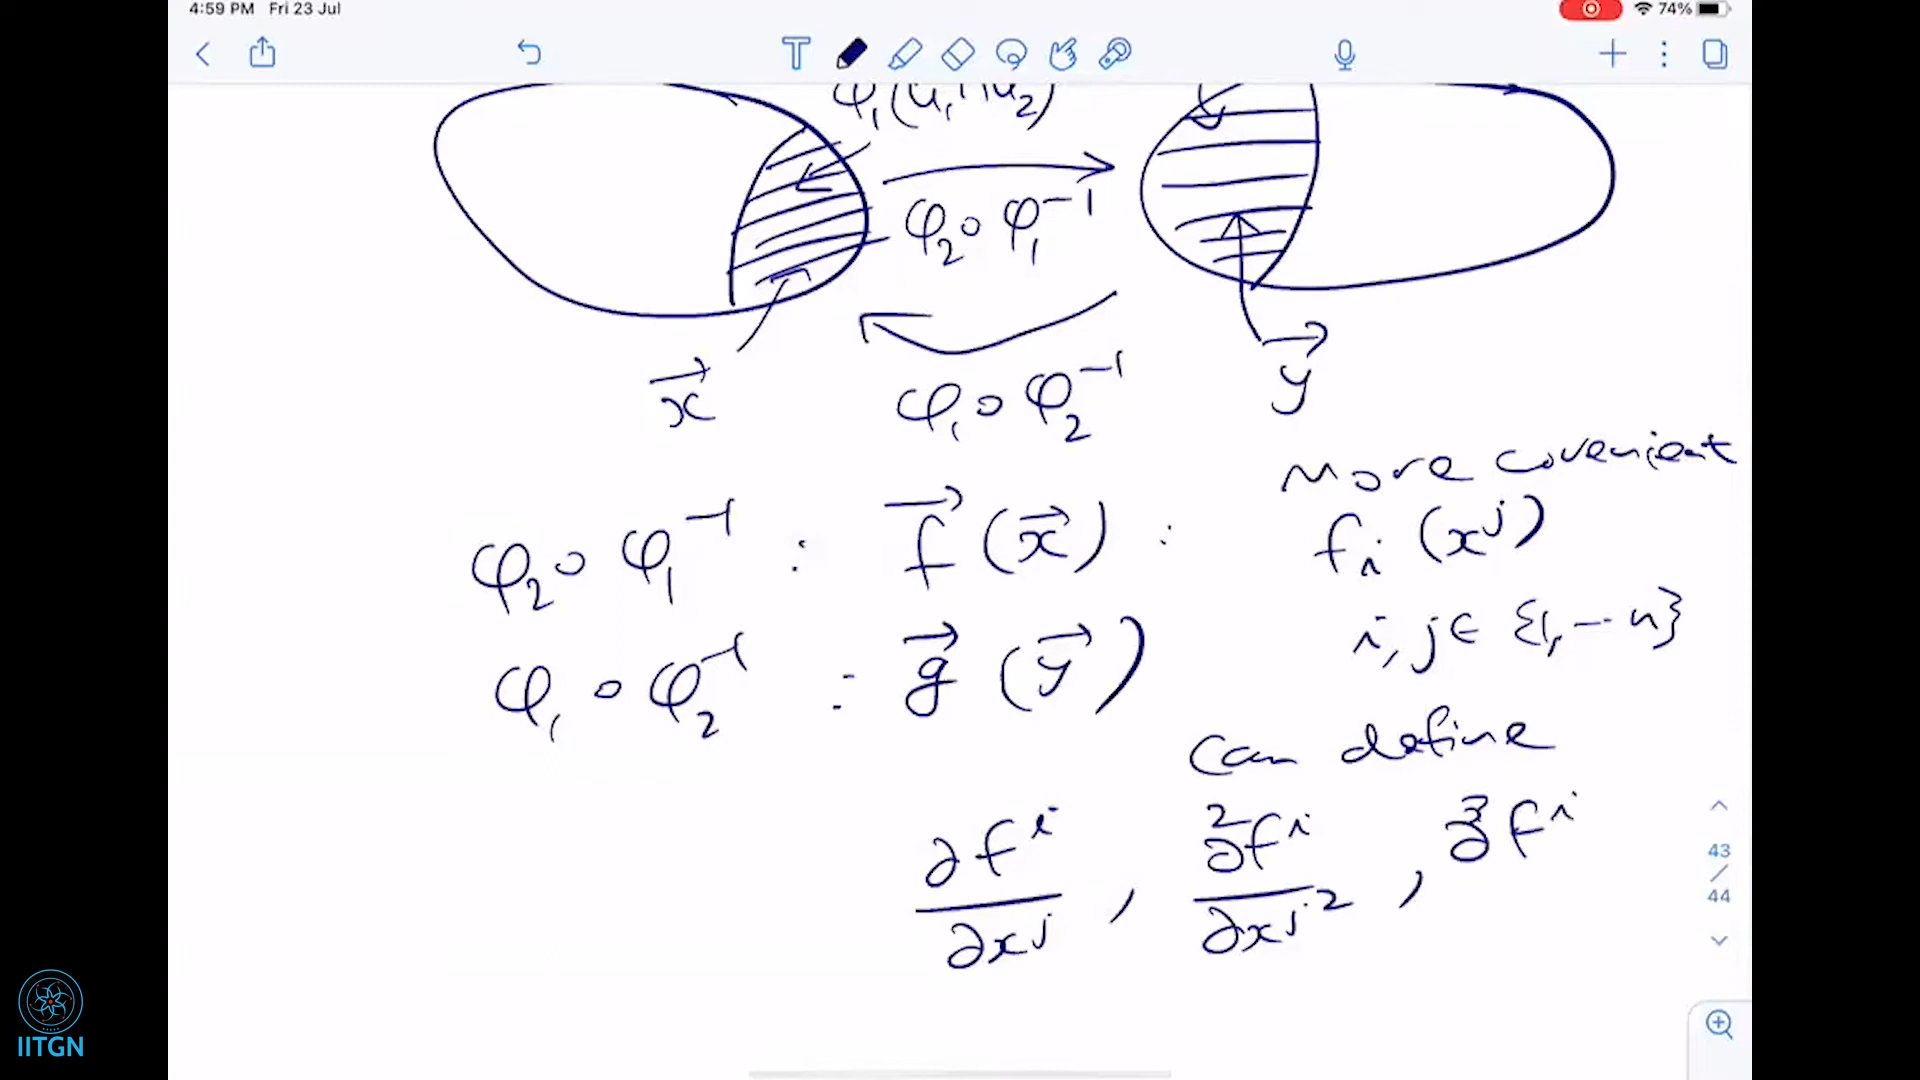 4:59 PM Fri 23 Jul
74%
φ₁(u₁∩u₂)
φ₂∘φ₁⁻¹
x⃗
φ₁∘φ₂⁻¹
y⃗
More covenient
φ₂∘φ₁⁻¹ : f⃗(x⃗) : fᵢ(xʲ)
i, j ∈ {1, -- n}
φ₁∘φ₂⁻¹ : g⃗(y⃗)
Can define
∂fⁱ/∂xʲ , ∂²fⁱ/∂xʲ² , ∂³fⁱ
43
/
44
IITGN